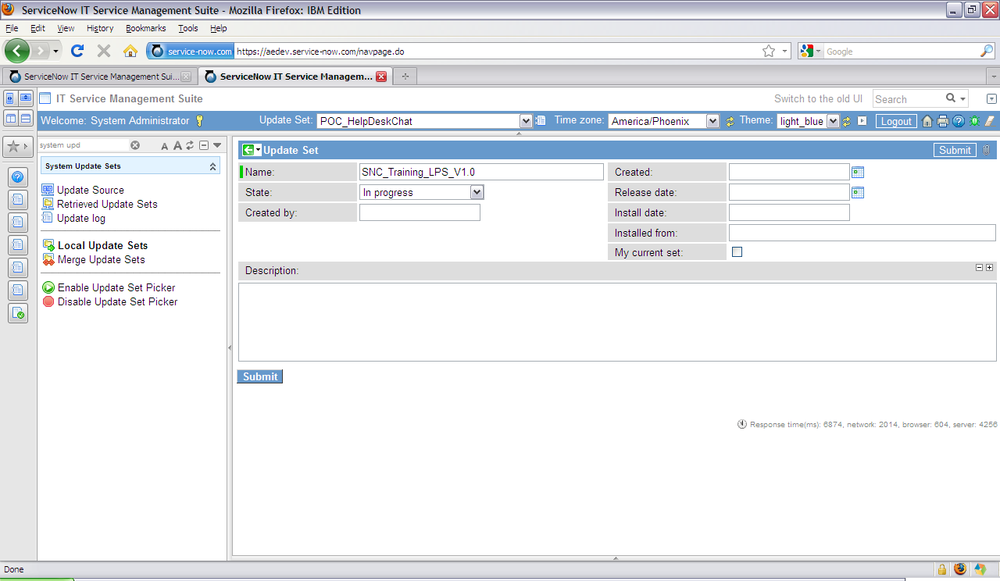 ServiceNow IT Service Management Suite - Mozilla Firefox: IBM Edition
File Edit View History Bookmarks Tools Help
service-now.com https://aedev.service-now.com/navpage.do Google
ServiceNow IT Service Management Sui... ServiceNow IT Service Managem...
IT Service Management Suite Switch to the old UI Search
Welcome: System Administrator Update Set: POC_HelpDeskChat Time zone: America/Phoenix Theme: light_blue Logout
system upd A A
Update Set Submit
System Update Sets
Name: SNC_Training_LPS_V1.0 Created:
Update Source State: In progress Release date:
Retrieved Update Sets
Update log Created by: Install date:
Installed from:
Local Update Sets
My current set:
Merge Update Sets
Description:
Enable Update Set Picker
Disable Update Set Picker
Submit
Response time(ms): 6874, network: 2014, browser: 604, server: 4256
Done